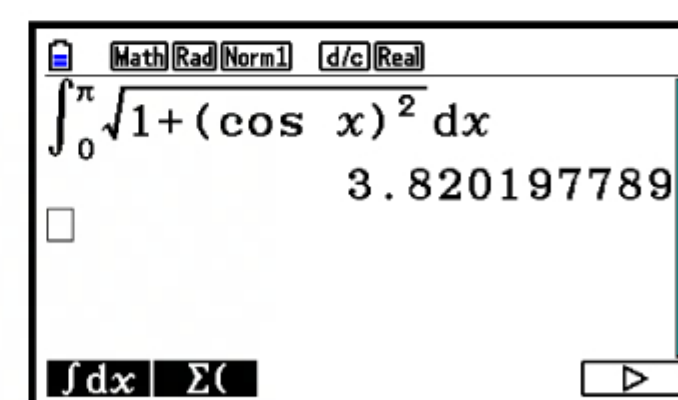 Math Rad Norm1 d/c Real
∫₀^π √(1+(cos x)²) dx
3.820197789
∫dx Σ( ▷